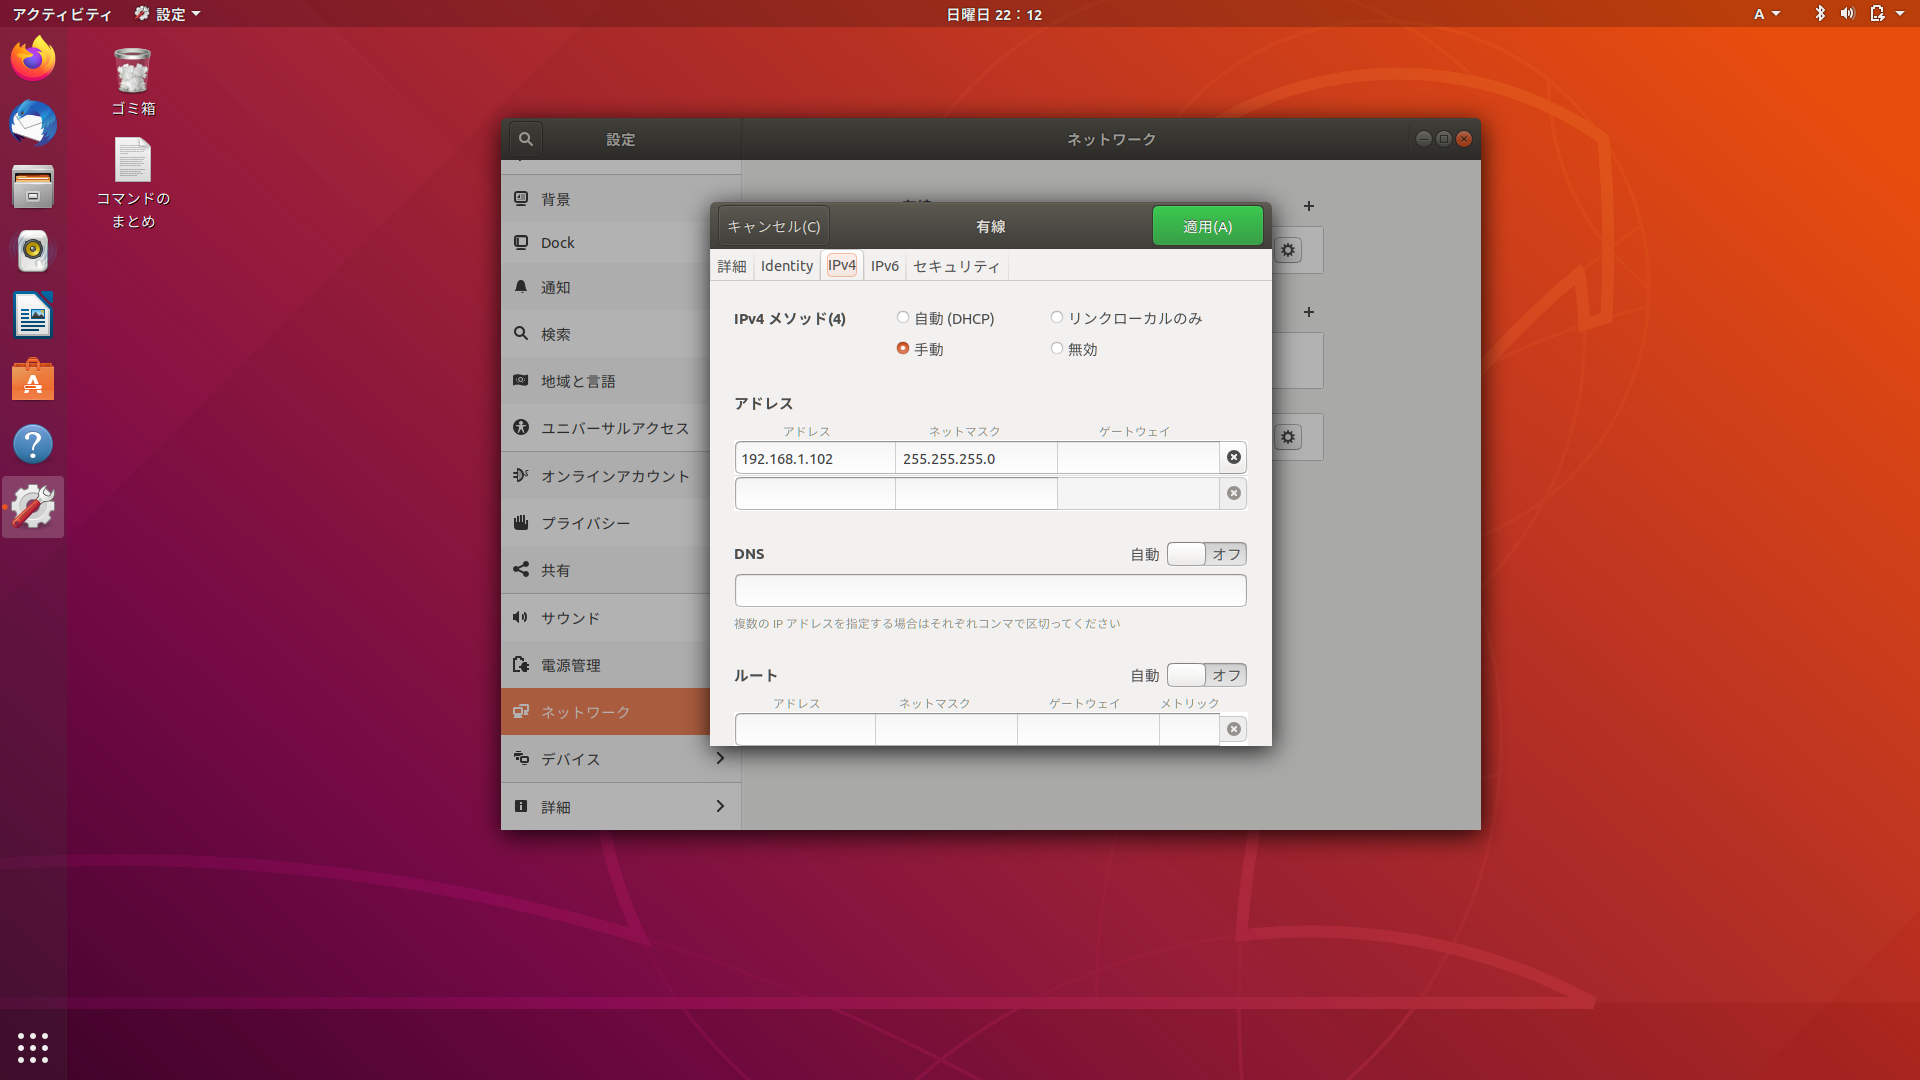 アクティビティ
設定
日曜日 22：12
A
ゴミ箱
コマンドの
まとめ
設定
ネットワーク
背景
Dock
通知
検索
地域と言語
ユニバーサルアクセス
オンラインアカウント
プライバシー
共有
サウンド
電源管理
ネットワーク
デバイス
詳細
キャンセル(C)
有線
適用(A)
詳細
Identity
IPv4
IPv6
セキュリティ
IPv4 メソッド(4)
自動 (DHCP)
リンクローカルのみ
手動
無効
アドレス
アドレス
ネットマスク
ゲートウェイ
192.168.1.102
255.255.255.0
DNS
自動
オフ
複数の IP アドレスを指定する場合はそれぞれコンマで区切ってください
ルート
自動
オフ
アドレス
ネットマスク
ゲートウェイ
メトリック